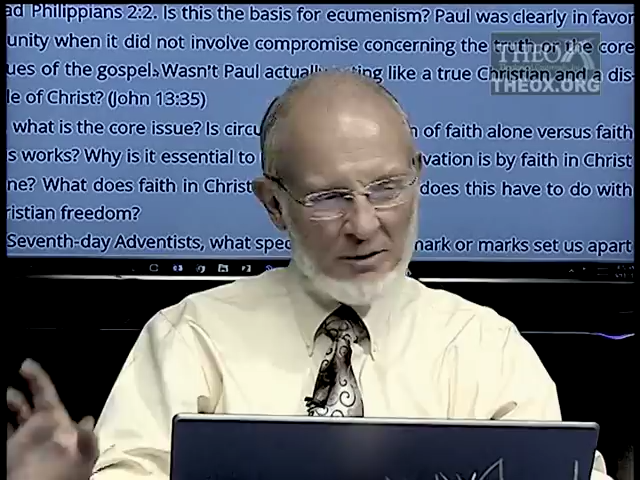 ad Philippians 2:2. Is this the basis for ecumenism? Paul was clearly in favor
unity when it did not involve compromise concerning the truth or the core
ues of the gospel. Wasn't Paul actually acting like a true Christian and a dis-
le of Christ? (John 13:35)
what is the core issue? Is circu n of faith alone versus faith
s works? Why is it essential to vation is by faith in Christ
ne? What does faith in Christ does this have to do with
ristian freedom?
Seventh-day Adventists, what spec mark or marks set us apart
THEOX
THEOX.ORG